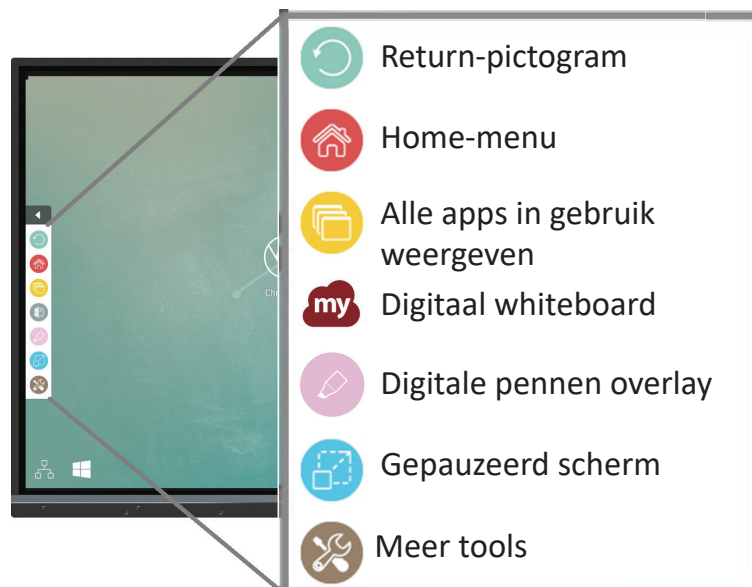 Return-pictogram
Home-menu
Alle apps in gebruik
weergeven
my
Digitaal whiteboard
Digitale pennen overlay
Gepauzeerd scherm
Meer tools